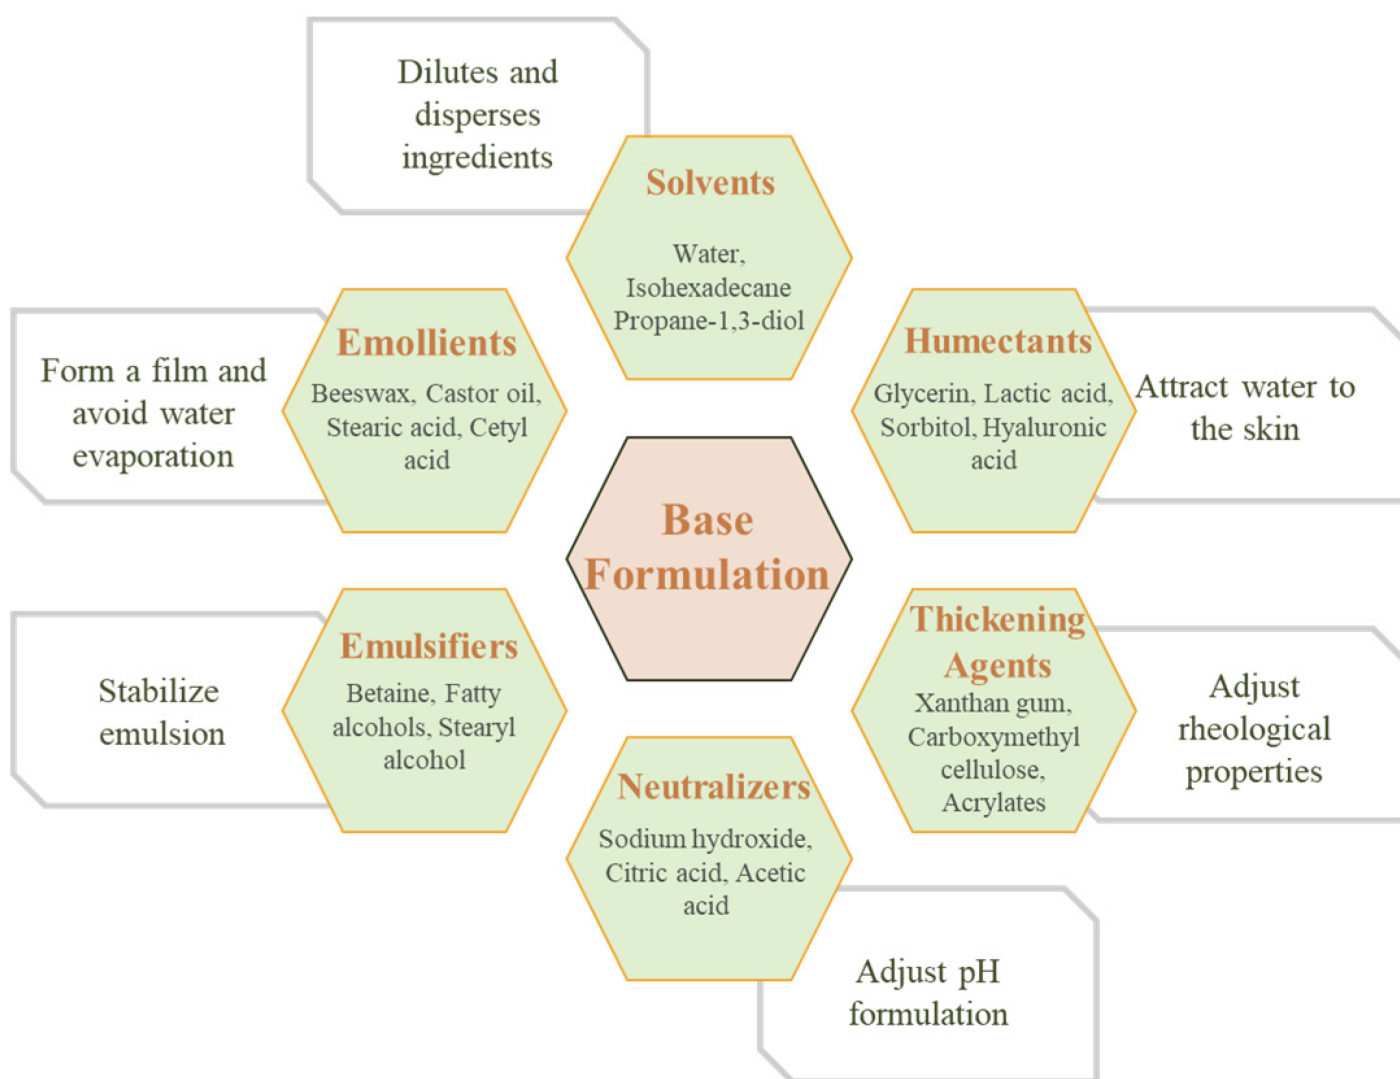 Dilutes and
disperses
ingredients
Solvents
Water,
Isohexadecane
Propane-1,3-diol
Form a film and
avoid water
evaporation
Emollients
Beeswax, Castor oil,
Stearic acid, Cetyl
acid
Humectants
Glycerin, Lactic acid,
Sorbitol, Hyaluronic
acid
Attract water to
the skin
Base
Formulation
Stabilize
emulsion
Emulsifiers
Betaine, Fatty
alcohols, Stearyl
alcohol
Thickening
Agents
Xanthan gum,
Carboxymethyl
cellulose,
Acrylates
Adjust
rheological
properties
Neutralizers
Sodium hydroxide,
Citric acid, Acetic
acid
Adjust pH
formulation